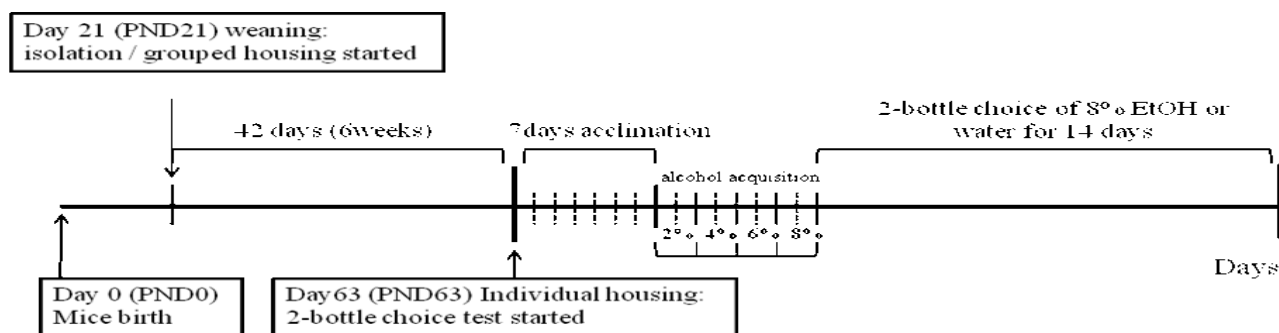 Day 21 (PND21) weaning:
isolation / grouped housing started
42 days (6weeks)
7days acclimation
2-bottle choice of 8% EtOH or
water for 14 days
alcohol acquisition
2% 4% 6% 8%
Days
Day 0 (PND0)
Mice birth
Day63 (PND63) Individual housing:
2-bottle choice test started